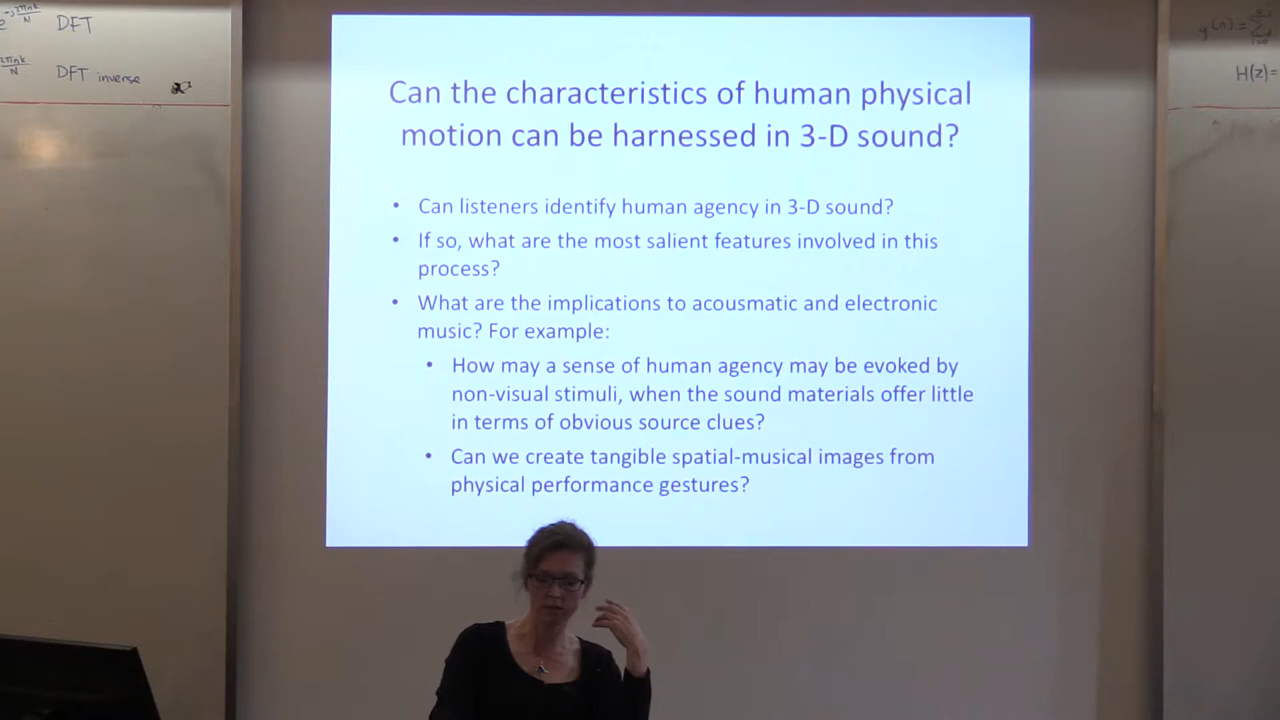 DFT
DFT inverse
Can the characteristics of human physical
motion can be harnessed in 3-D sound?
• Can listeners identify human agency in 3-D sound?
• If so, what are the most salient features involved in this
process?
• What are the implications to acousmatic and electronic
music? For example:
• How may a sense of human agency may be evoked by
non-visual stimuli, when the sound materials offer little
in terms of obvious source clues?
• Can we create tangible spatial-musical images from
physical performance gestures?
y(n) =
H(z) =